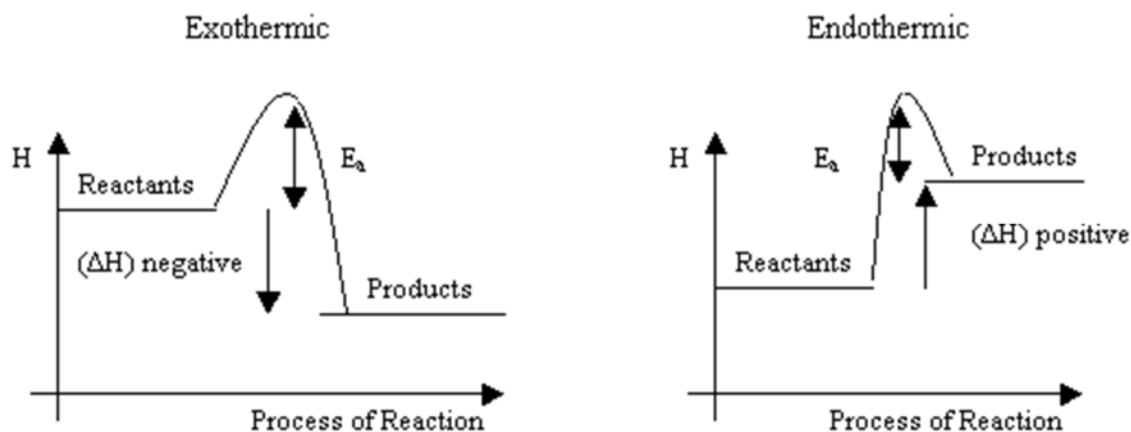 Exothermic
H
Eₐ
Reactants
(ΔH) negative
Products
Process of Reaction
Endothermic
H
Eₐ
Products
(ΔH) positive
Reactants
Process of Reaction